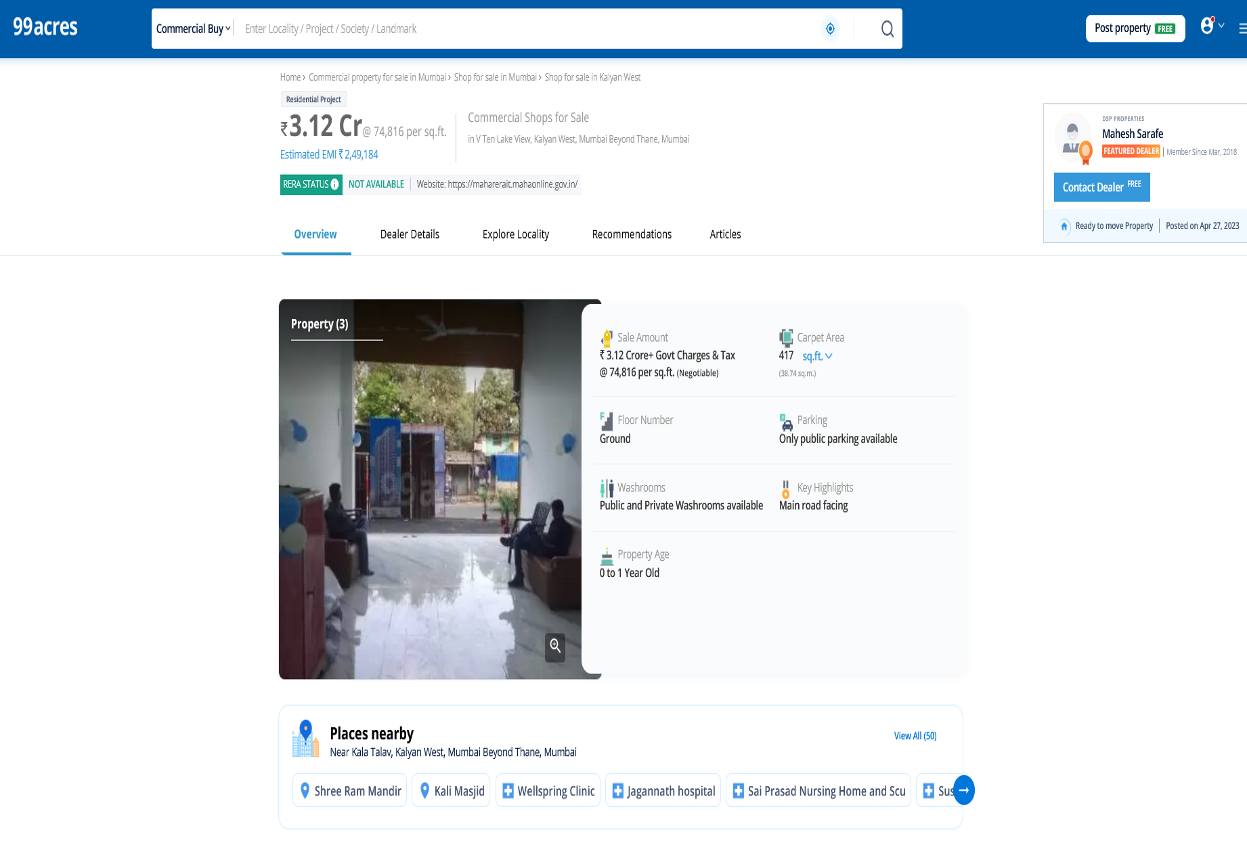 99acres
Commercial Buy
Enter Locality / Project / Society / Landmark
Post property FREE
Home › Commercial property for sale in Mumbai › Shop for sale in Mumbai › Shop for sale in Kalyan West
Residential Project
₹3.12 Cr @ 74,816 per sq.ft.
Estimated EMI ₹2,49,184
Commercial Shops for Sale
in V Ten Lake View, Kalyan West, Mumbai Beyond Thane, Mumbai
RERA STATUS NOT AVAILABLE Website: https://maharerait.mahaonline.gov.in/
DSP PROPERTIES
Mahesh Sarafe
FEATURED DEALER Member Since Mar, 2018
Contact Dealer FREE
Ready to move Property Posted on Apr 27, 2023
Overview Dealer Details Explore Locality Recommendations Articles
Property (3)
Sale Amount
₹ 3.12 Crore+ Govt Charges & Tax
@ 74,816 per sq.ft. (Negotiable)
Carpet Area
417 sq.ft.
(38.74 sq.m.)
Floor Number
Ground
Parking
Only public parking available
Washrooms
Public and Private Washrooms available
Key Highlights
Main road facing
Property Age
0 to 1 Year Old
Places nearby
Near Kala Talav, Kalyan West, Mumbai Beyond Thane, Mumbai
View All (50)
Shree Ram Mandir Kali Masjid Wellspring Clinic Jagannath hospital Sai Prasad Nursing Home and Scu Sus